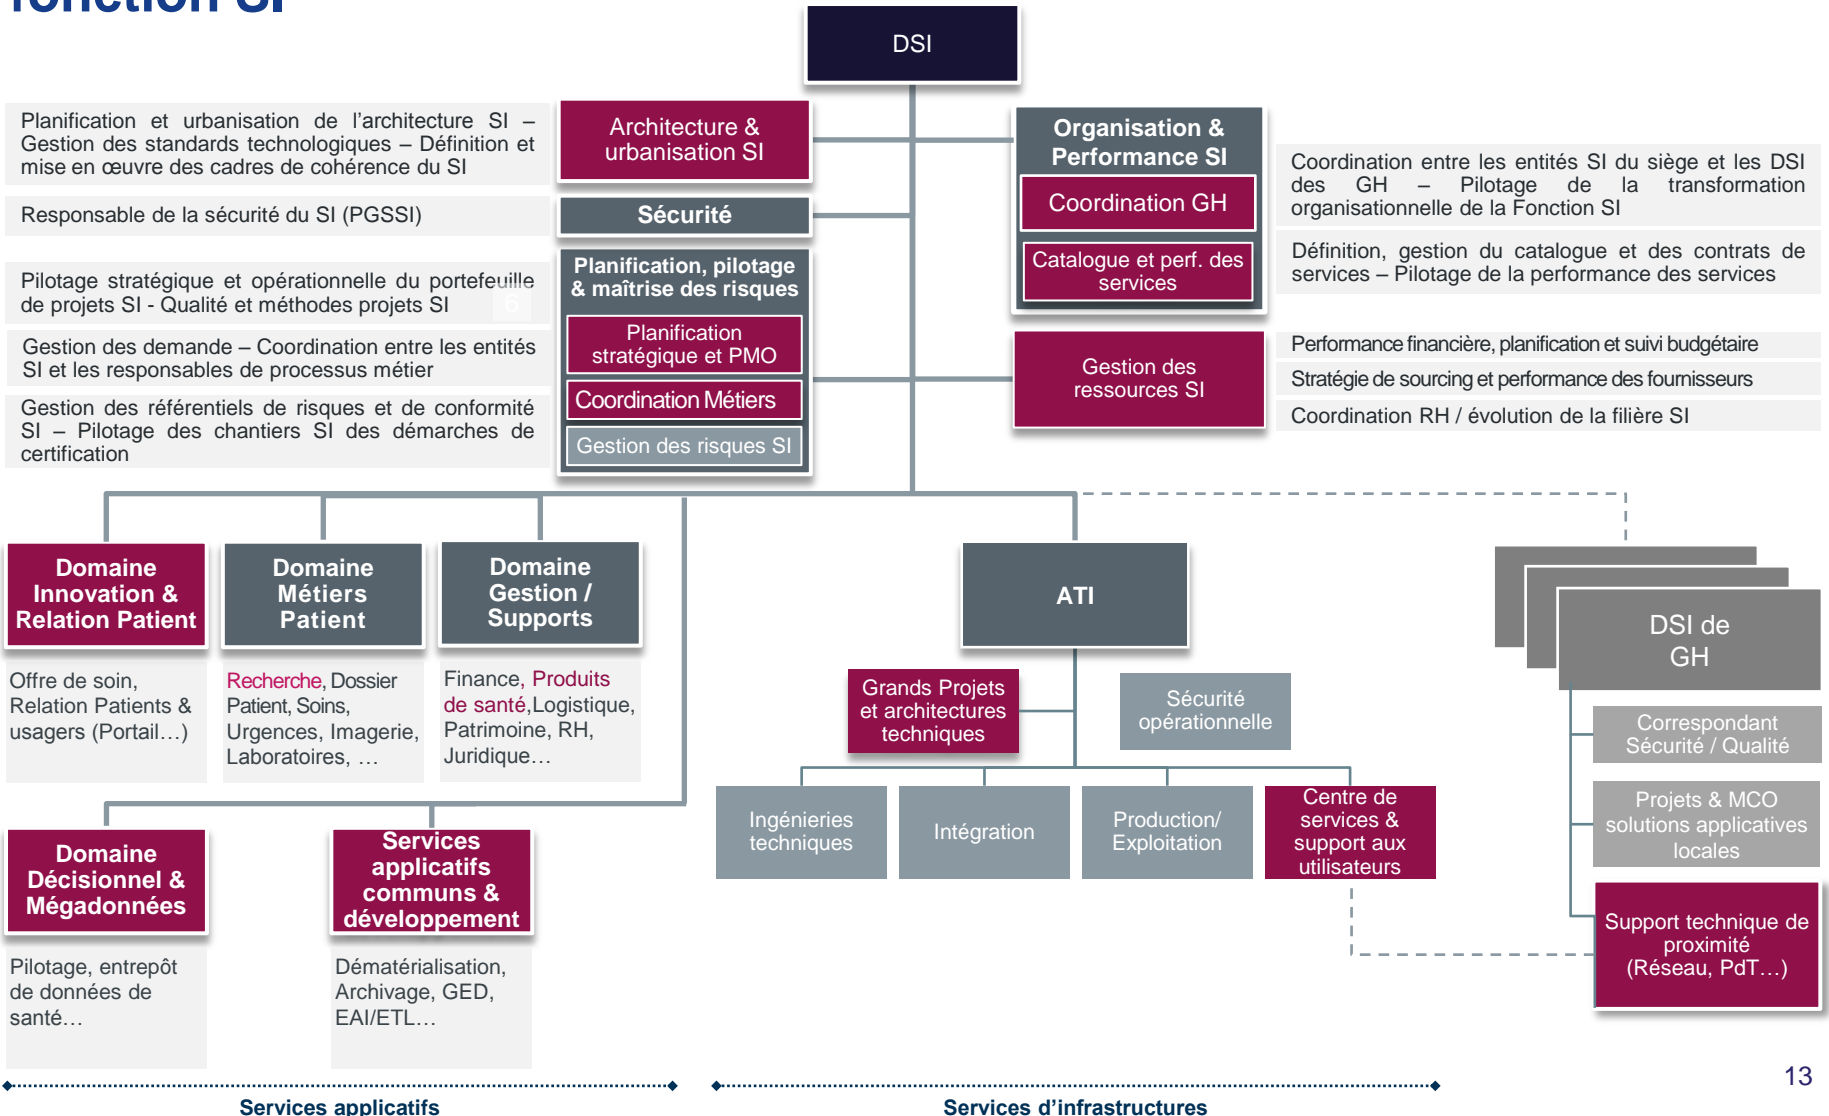 fonction SI
DSI
Planification et urbanisation de l’architecture SI –
Gestion des standards technologiques – Définition et
mise en œuvre des cadres de cohérence du SI
Architecture &
urbanisation SI
Responsable de la sécurité du SI (PGSSI)
Sécurité
Pilotage stratégique et opérationnelle du portefeuille
de projets SI - Qualité et méthodes projets SI
6
Gestion des demande – Coordination entre les entités
SI et les responsables de processus métier
Gestion des référentiels de risques et de conformité
SI – Pilotage des chantiers SI des démarches de
certification
Planification, pilotage
& maîtrise des risques
Planification
stratégique et PMO
Coordination Métiers
Gestion des risques SI
Organisation &
Performance SI
Coordination GH
Catalogue et perf. des
services
Coordination entre les entités SI du siège et les DSI
des GH – Pilotage de la transformation
organisationnelle de la Fonction SI
Définition, gestion du catalogue et des contrats de
services – Pilotage de la performance des services
Gestion des
ressources SI
Performance financière, planification et suivi budgétaire
Stratégie de sourcing et performance des fournisseurs
Coordination RH / évolution de la filière SI
Domaine
Innovation &
Relation Patient
Offre de soin,
Relation Patients &
usagers (Portail…)
Domaine
Métiers
Patient
Recherche, Dossier
Patient, Soins,
Urgences, Imagerie,
Laboratoires, …
Domaine
Gestion /
Supports
Finance, Produits
de santé,Logistique,
Patrimoine, RH,
Juridique…
Domaine
Décisionnel &
Mégadonnées
Pilotage, entrepôt
de données de
santé…
Services
applicatifs
communs &
développement
Dématérialisation,
Archivage, GED,
EAI/ETL…
ATI
Grands Projets
et architectures
techniques
Sécurité
opérationnelle
Ingénieries
techniques
Intégration
Production/
Exploitation
Centre de
services &
support aux
utilisateurs
DSI de
GH
Correspondant
Sécurité / Qualité
Projets & MCO
solutions applicatives
locales
Support technique de
proximité
(Réseau, PdT…)
Services applicatifs
Services d’infrastructures
13